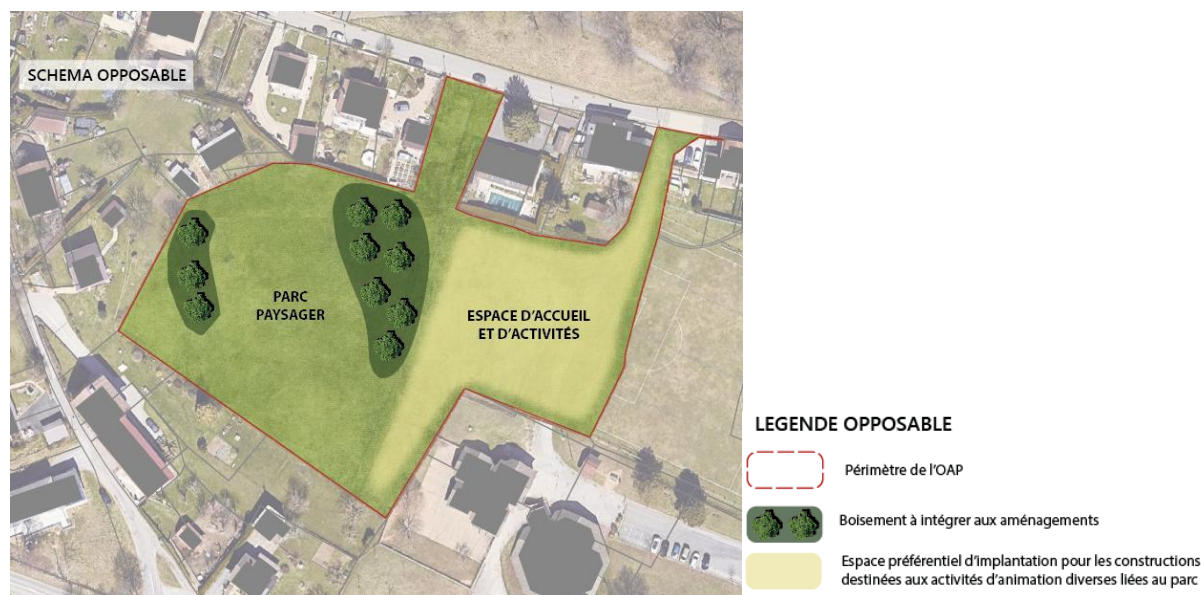 SCHEMA OPPOSABLE
PARC
PAYSAGER
ESPACE D'ACCUEIL
ET D'ACTIVITÉS
LEGENDE OPPOSABLE
Périmètre de l'OAP
Boisement à intégrer aux aménagements
Espace préférentiel d'implantation pour les constructions
destinées aux activités d'animation diverses liées au parc